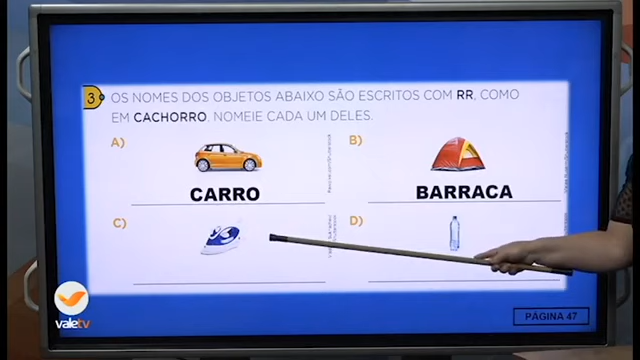 3 OS NOMES DOS OBJETOS ABAIXO SÃO ESCRITOS COM RR, COMO
EM CACHORRO. NOMEIE CADA UM DELES.
A)
B)
CARRO
BARRACA
C)
D)
valetv
PÁGINA 47